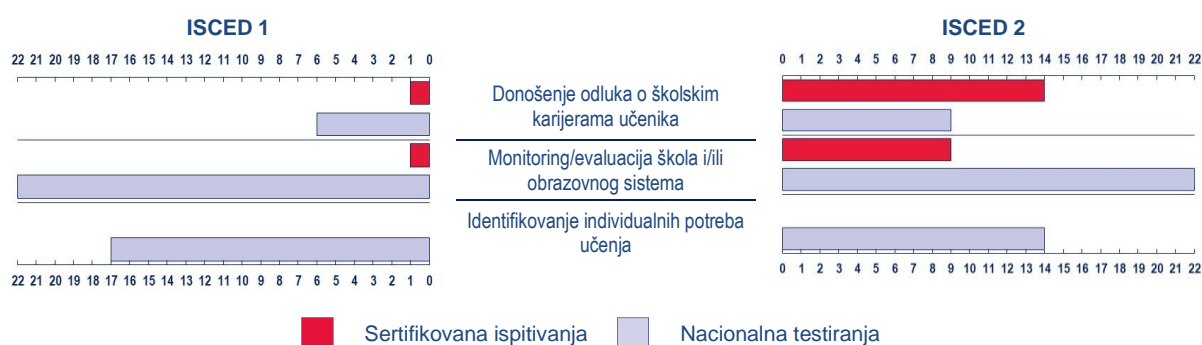 ISCED 1
ISCED 2
22 21 20 19 18 17 16 15 14 13 12 11 10 9 8 7 6 5 4 3 2 1 0
0 1 2 3 4 5 6 7 8 9 10 11 12 13 14 15 16 17 18 19 20 21 22
Donošenje odluka o školskim
karijerama učenika
Monitoring/evaluacija škola i/ili
obrazovnog sistema
Identifikovanje individualnih potreba
učenja
22 21 20 19 18 17 16 15 14 13 12 11 10 9 8 7 6 5 4 3 2 1 0
0 1 2 3 4 5 6 7 8 9 10 11 12 13 14 15 16 17 18 19 20 21 22
Sertifikovana ispitivanja
Nacionalna testiranja